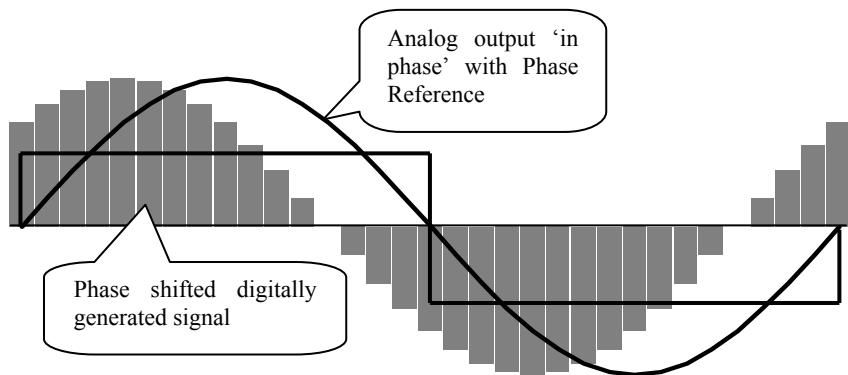 Analog output ‘in
phase’ with Phase
Reference
Phase shifted digitally
generated signal